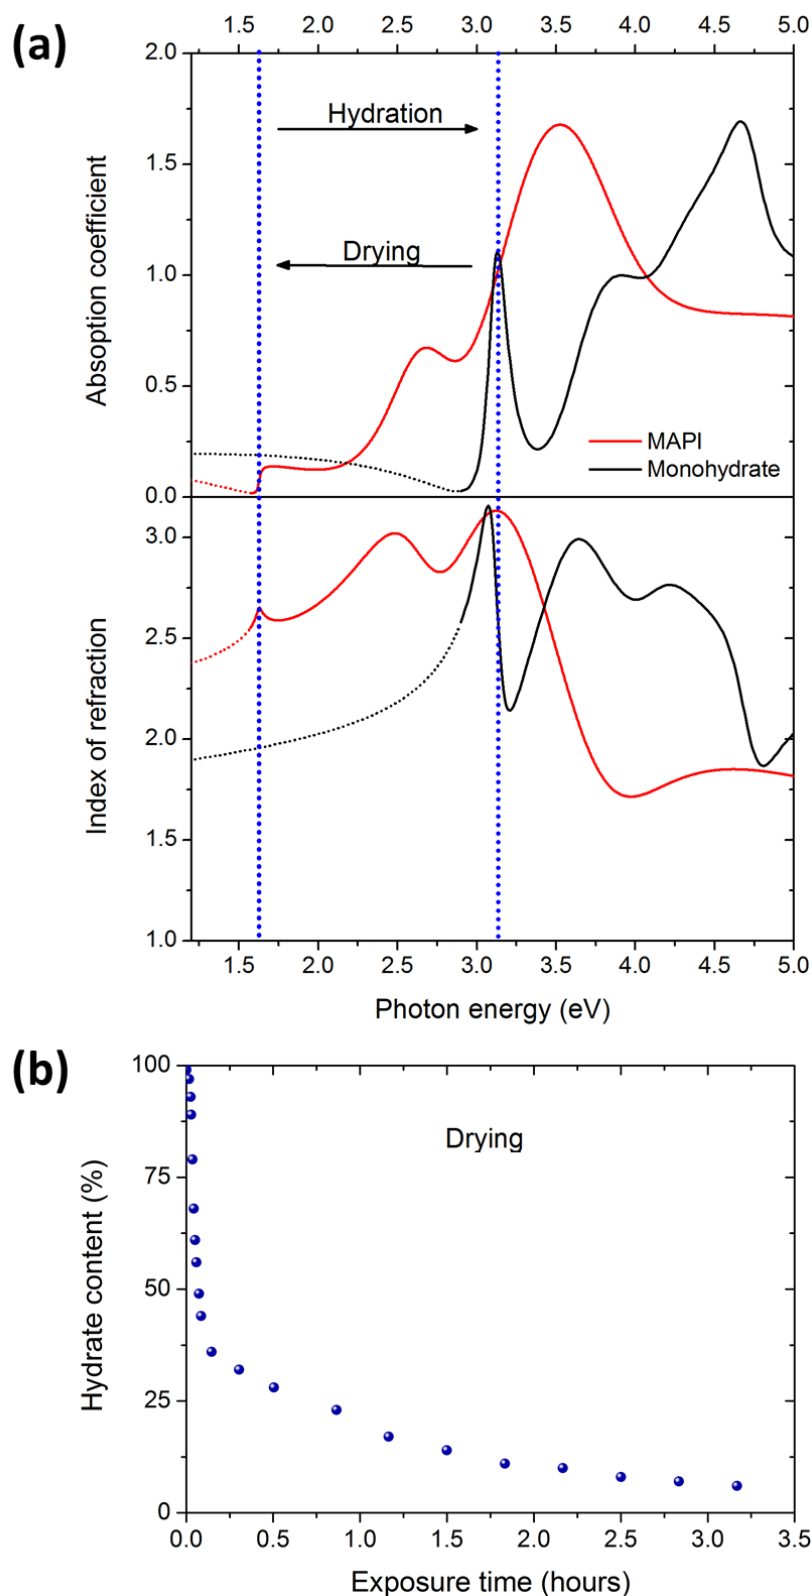 (a)
1.5 2.0 2.5 3.0 3.5 4.0 4.5 5.0
2.0
Hydration
1.5
Drying
1.0
Absoption coefficient
0.5
MAPI
Monohydrate
0.0
3.0
2.5
2.0
Index of refraction
1.5
1.0
1.5 2.0 2.5 3.0 3.5 4.0 4.5 5.0
Photon energy (eV)
(b)
100
Drying
75
Hydrate content (%)
50
25
0
0.0 0.5 1.0 1.5 2.0 2.5 3.0 3.5
Exposure time (hours)